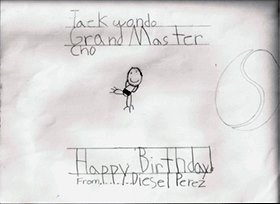 Taekwondo
Grand Master
Cho
Happy Birthday!
From, Diesel Perez